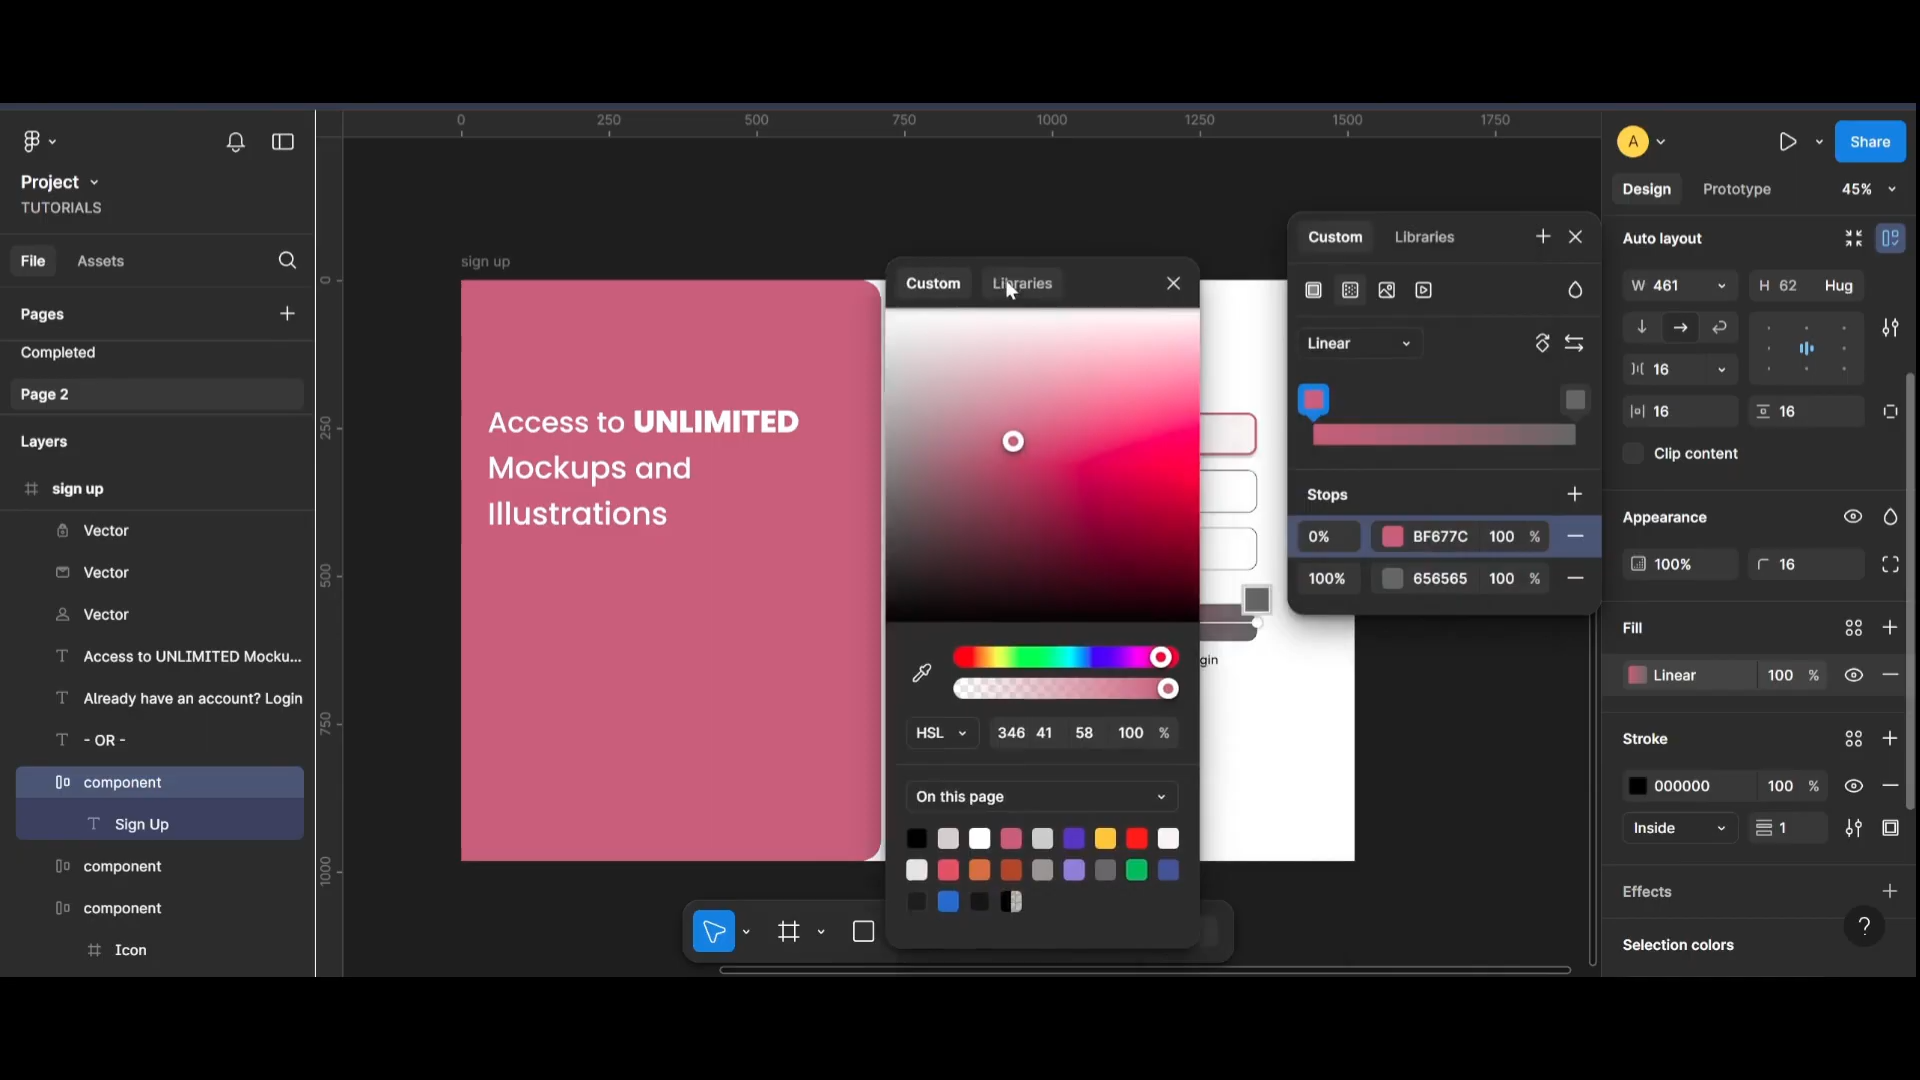 Project
TUTORIALS
File
Assets
Pages
Completed
Page 2
Layers
sign up
Vector
Vector
Vector
Access to UNLIMITED Mocku...
Already have an account? Login
- OR -
component
Sign Up
component
component
Icon
0
250
500
750
1000
1250
1500
1750
0
250
500
750
1000
sign up
Access to UNLIMITED
Mockups and
Illustrations
gin
Custom
Libraries
HSL
346 41 58 100 %
On this page
Custom
Libraries
Linear
Stops
0% BF677C 100 %
100% 656565 100 %
A
Share
Design
Prototype
45%
Auto layout
W 461
H 62 Hug
16
16
16
Clip content
Appearance
100%
16
Fill
Linear 100 %
Stroke
000000 100 %
Inside
1
Effects
?
Selection colors